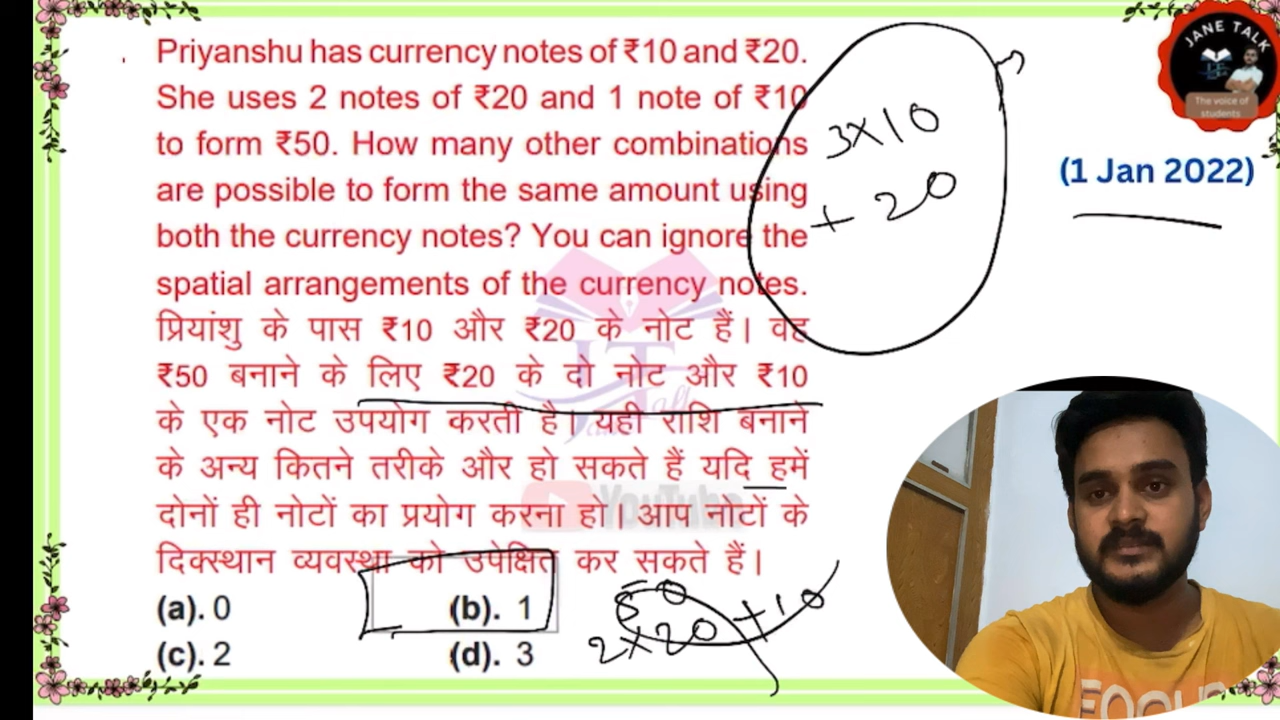 Priyanshu has currency notes of ₹10 and ₹20.
She uses 2 notes of ₹20 and 1 note of ₹10
to form ₹50. How many other combinations
are possible to form the same amount using
both the currency notes? You can ignore the
spatial arrangements of the currency notes.
प्रियांशु के पास ₹10 और ₹20 के नोट हैं। वह
₹50 बनाने के लिए ₹20 के दो नोट और ₹10
के एक नोट उपयोग करती है। यही राशि बनाने
के अन्य कितने तरीके और हो सकते हैं यदि हमें
दोनों ही नोटों का प्रयोग करना हो। आप नोटों के
दिक्स्थान व्यवस्था को उपेक्षित कर सकते हैं।
(a). 0 (b). 1
(c). 2 (d). 3
3×10
+ 20
50
2×20 +10
(1 Jan 2022)
JANE TALK
The voice of
students
YouTube
FOCUS